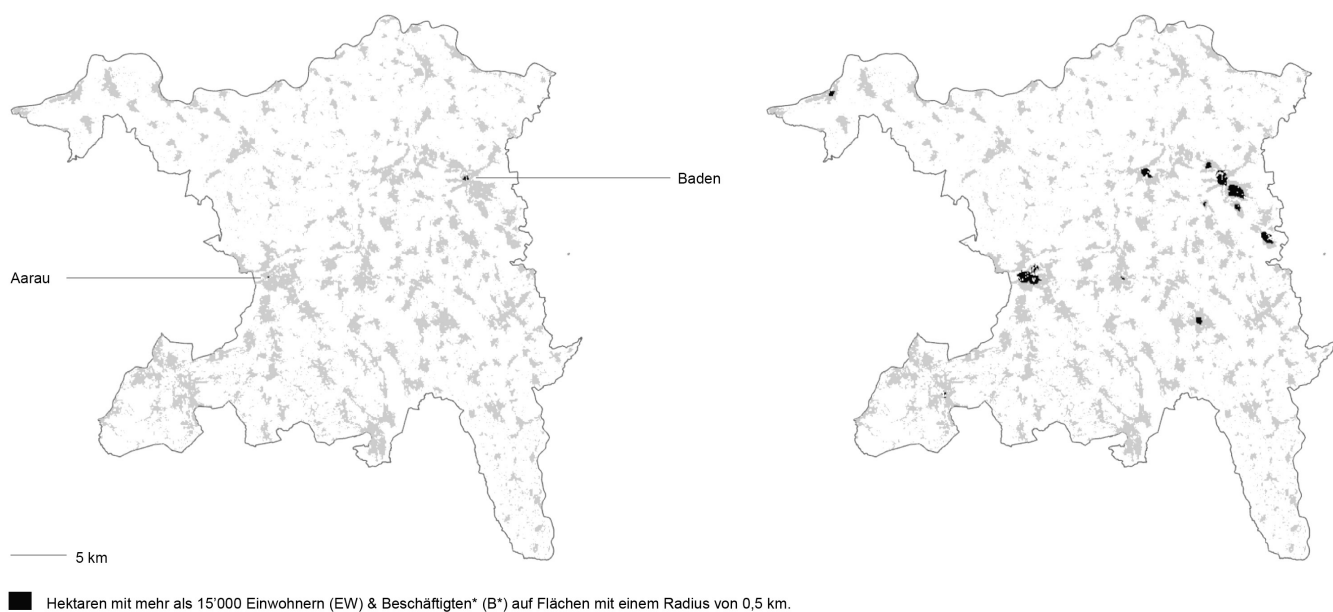 Baden
Aarau
5 km
Hektaren mit mehr als 15’000 Einwohnern (EW) & Beschäftigten* (B*) auf Flächen mit einem Radius von 0,5 km.